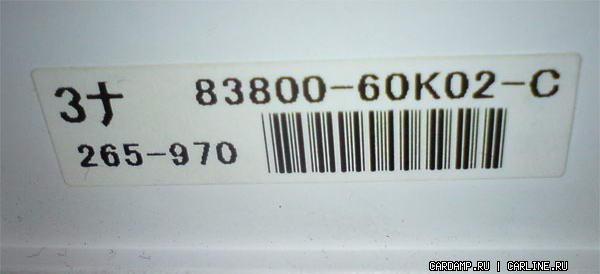 3ナ 83800-60K02-C
265-970
CARDAMP.RU | CARLINE.RU